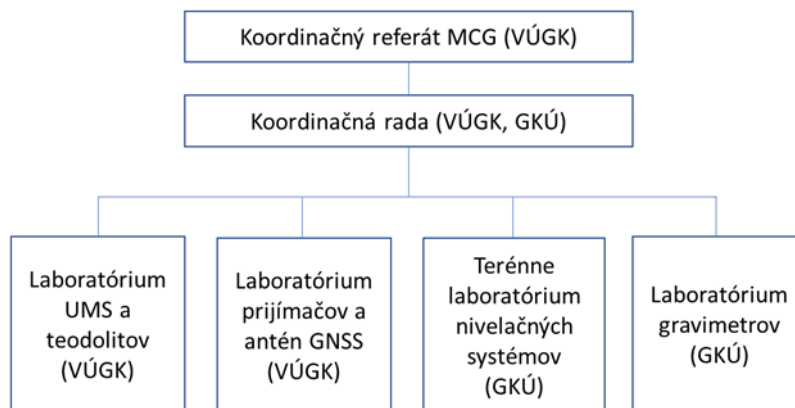 Koordinačný referát MCG (VÚGK)
Koordinačná rada (VÚGK, GKÚ)
Laboratórium
UMS a
teodolitov
(VÚGK)
Laboratórium
prijímačov a
antén GNSS
(VÚGK)
Terénne
laboratórium
nivelačných
systémov
(GKÚ)
Laboratórium
gravimetrov
(GKÚ)